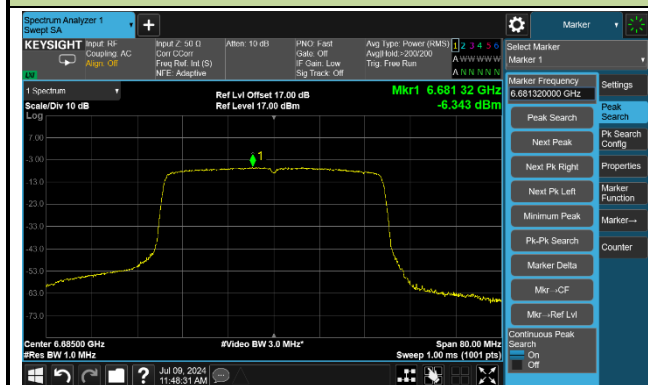 Spectrum Analyzer 1
Swept SA
Marker
KEYSIGHT
Input: RF
Coupling: AC
Align: Off
Input Z: 50 Ω
Corr CCorr
Freq Ref: Int (S)
NFE: Adaptive
Atten: 10 dB
PNO: Fast
Gate: Off
IF Gain: Low
Sig Track: Off
Avg Type: Power (RMS)
Avg|Hold:>200/200
Trig: Free Run
1 2 3 4 5 6
A W W W W W
A N N N N N
LXI
Select Marker
Marker 1
1 Spectrum
Scale/Div 10 dB
Log
Ref Lvl Offset 17.00 dB
Ref Level 17.00 dBm
Mkr1 6.681 32 GHz
-6.343 dBm
7.00
-3.00
-13.0
-23.0
-33.0
-43.0
-53.0
-63.0
-73.0
1
Center 6.68500 GHz
#Res BW 1.0 MHz
#Video BW 3.0 MHz*
Span 80.00 MHz
Sweep 1.00 ms (1001 pts)
Marker Frequency
6.681320000 GHz
Peak Search
Next Peak
Next Pk Right
Next Pk Left
Minimum Peak
Pk-Pk Search
Marker Delta
Mkr→CF
Mkr→Ref Lvl
Continuous Peak
Search
On
Off
Settings
Peak
Search
Pk Search
Config
Properties
Marker
Function
Marker→
Counter
?
Jul 09, 2024
11:48:31 AM